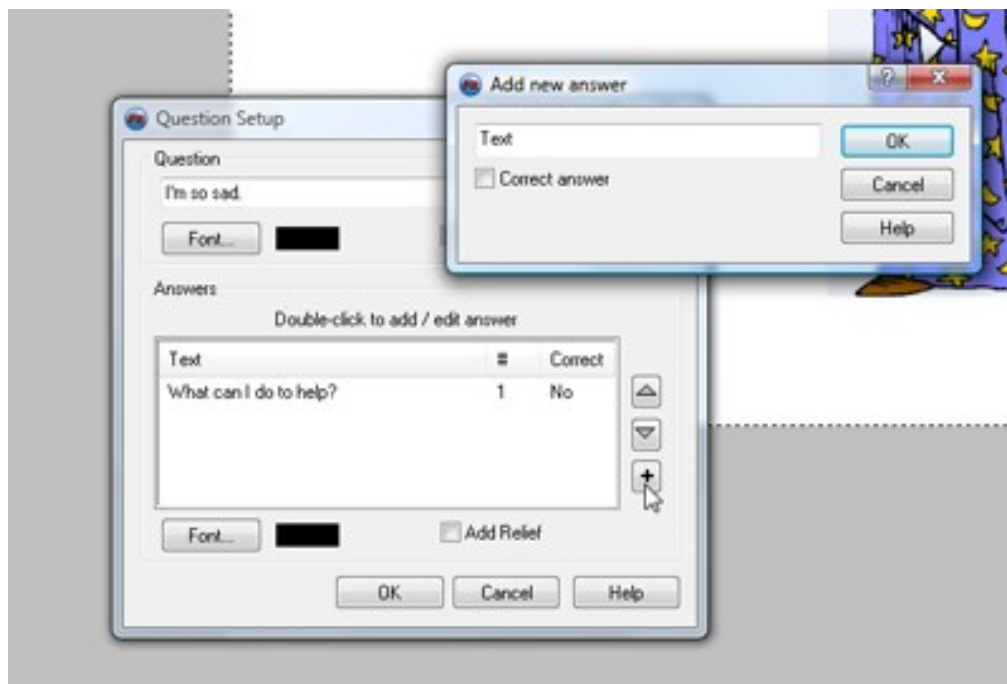 Add new answer
Text
OK
Correct answer
Cancel
Help
Question Setup
Question
I'm so sad.
Font...
Answers
Double-click to add / edit answer
Text # Correct
What can I do to help? 1 No
+
Font...
Add Relief
OK Cancel Help